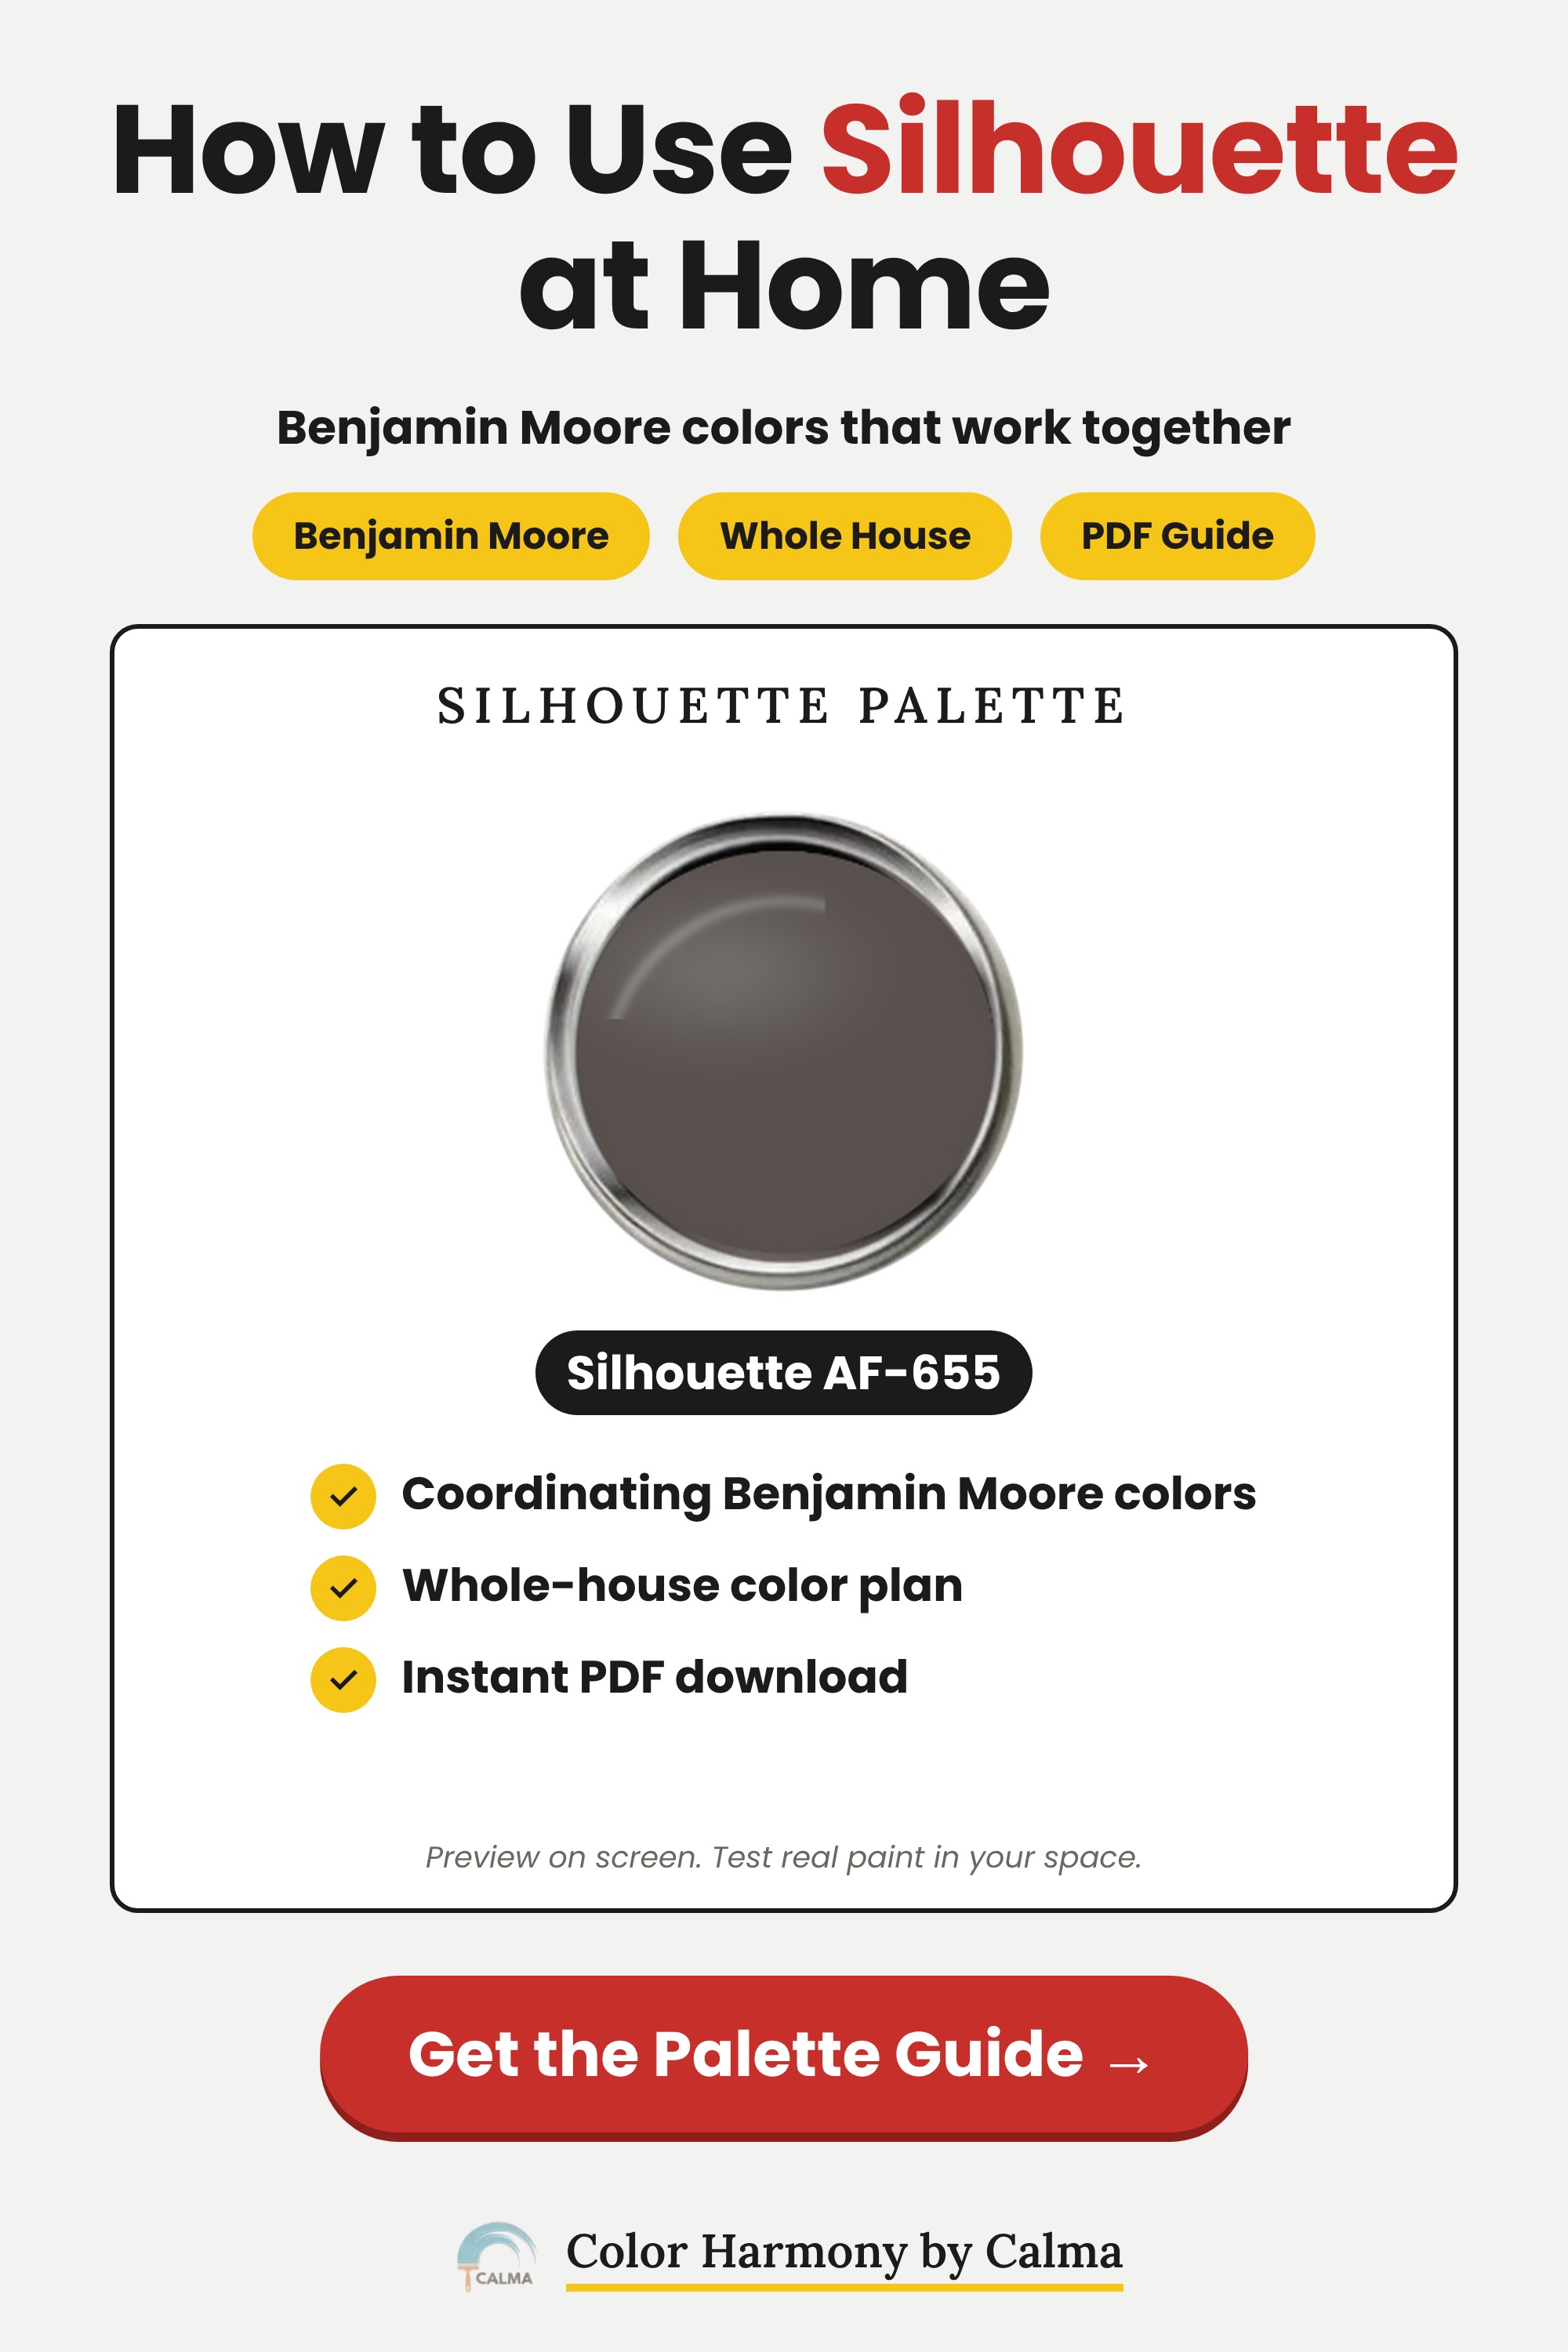 How to Use Silhouette
at Home
Benjamin Moore colors that work together
Benjamin Moore
Whole House
PDF Guide
SILHOUETTE PALETTE
Silhouette AF-655
Coordinating Benjamin Moore colors
Whole-house color plan
Instant PDF download
Preview on screen. Test real paint in your space.
Get the Palette Guide →
CALMA
Color Harmony by Calma